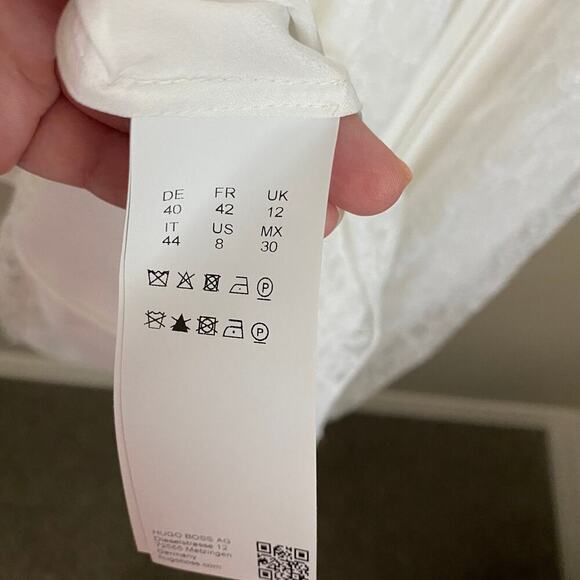 DE FR UK
40 42 12
IT US MX
44 8 30
P
P
HUGO BOSS AG
Dieselstrasse 12
72555 Metzingen
Germany
hugoboss.com